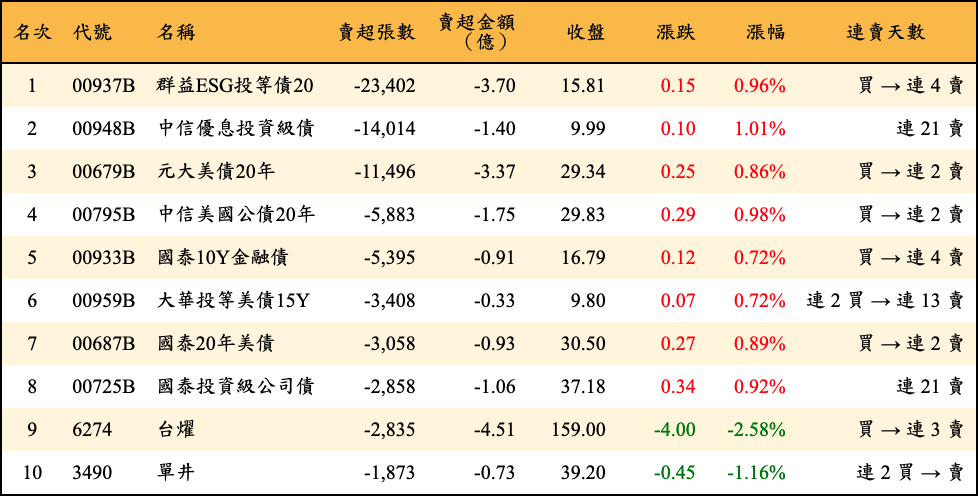 名次 代號 名稱 賣超張數 賣超金額（億） 收盤 漲跌 漲幅 連賣天數
1 00937B 群益ESG投等債20 -23,402 -3.70 15.81 0.15 0.96% 買 → 連 4 賣
2 00948B 中信優息投資級債 -14,014 -1.40 9.99 0.10 1.01% 連 21 賣
3 00679B 元大美債20年 -11,496 -3.37 29.34 0.25 0.86% 買 → 連 2 賣
4 00795B 中信美國公債20年 -5,883 -1.75 29.83 0.29 0.98% 買 → 連 2 賣
5 00933B 國泰10Y金融債 -5,395 -0.91 16.79 0.12 0.72% 買 → 連 4 賣
6 00959B 大華投等美債15Y -3,408 -0.33 9.80 0.07 0.72% 連 2 買 → 連 13 賣
7 00687B 國泰20年美債 -3,058 -0.93 30.50 0.27 0.89% 買 → 連 2 賣
8 00725B 國泰投資級公司債 -2,858 -1.06 37.18 0.34 0.92% 連 21 賣
9 6274 台燿 -2,835 -4.51 159.00 -4.00 -2.58% 買 → 連 3 賣
10 3490 單井 -1,873 -0.73 39.20 -0.45 -1.16% 連 2 買 → 賣